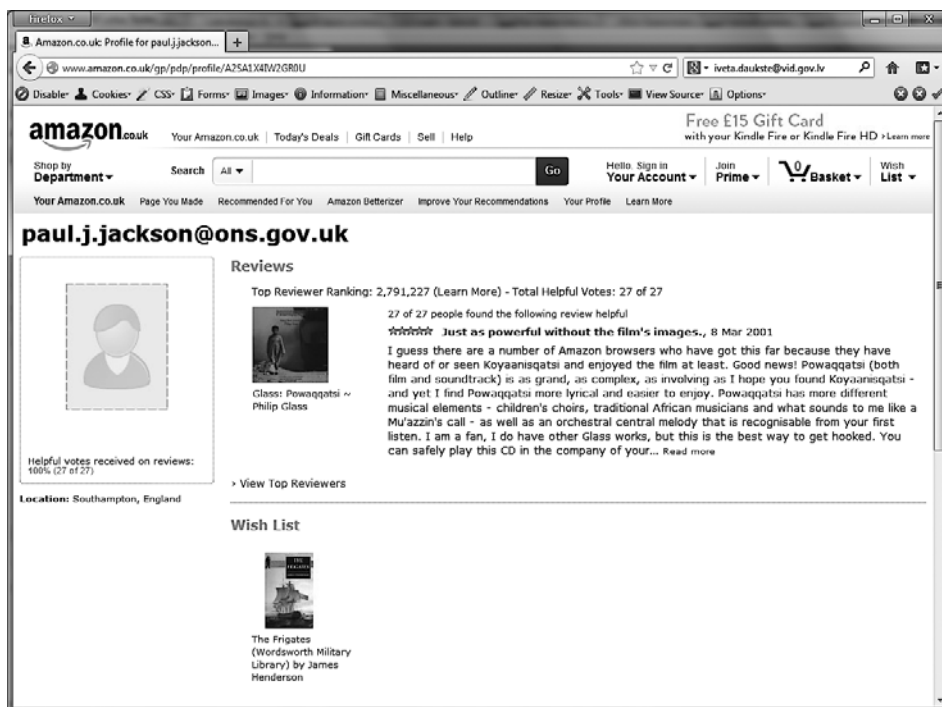 Firefox
Amazon.co.uk: Profile for paul.j.jackson...
www.amazon.co.uk/gp/pdp/profile/A2SA1X4IW2GR0U
iveta.daukste@vid.gov.lv
Disable Cookies CSS Forms Images Information Miscellaneous Outline Resize Tools View Source Options
amazon.co.uk
Your Amazon.co.uk | Today's Deals | Gift Cards | Sell | Help
Free £15 Gift Card
with your Kindle Fire or Kindle Fire HD › Learn more
Shop by
Department
Search
All
Go
Hello. Sign in
Your Account
Join
Prime
0
Basket
Wish
List
Your Amazon.co.uk Page You Made Recommended For You Amazon Betterizer Improve Your Recommendations Your Profile Learn More
paul.j.jackson@ons.gov.uk
Helpful votes received on reviews:
100% (27 of 27)
Location: Southampton, England
Reviews
Top Reviewer Ranking: 2,791,227 (Learn More) - Total Helpful Votes: 27 of 27
Glass: Powaqqatsi ~
Philip Glass
27 of 27 people found the following review helpful
Just as powerful without the film's images., 8 Mar 2001
I guess there are a number of Amazon browsers who have got this far because they have
heard of or seen Koyaanisqatsi and enjoyed the film at least. Good news! Powaqqatsi (both
film and soundtrack) is as grand, as complex, as involving as I hope you found Koyaanisqatsi -
and yet I find Powaqqatsi has more lyrical and easier to enjoy. Powaqqatsi has more different
musical elements - children's choirs, traditional African musicians and what sounds to me like a
Mu'azzin's call - as well as an orchestral central melody that is recognisable from your first
listen. I am a fan, I do have other Glass works, but this is the best way to get hooked. You
can safely play this CD in the company of your... Read more
› View Top Reviewers
Wish List
THE
FRIGATES
The Frigates
(Wordsworth Military
Library) by James
Henderson